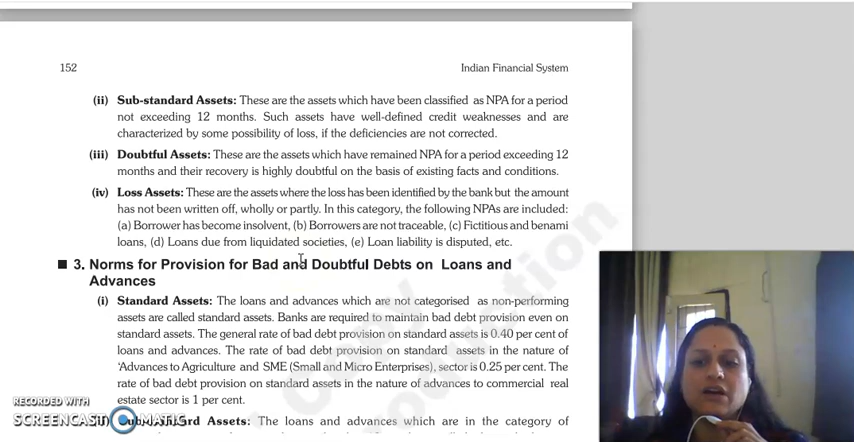 152 Indian Financial System
(ii) Sub-standard Assets: These are the assets which have been classified as NPA for a period
not exceeding 12 months. Such assets have well-defined credit weaknesses and are
characterized by some possibility of loss, if the deficiencies are not corrected.
(iii) Doubtful Assets: These are the assets which have remained NPA for a period exceeding 12
months and their recovery is highly doubtful on the basis of existing facts and conditions.
(iv) Loss Assets: These are the assets where the loss has been identified by the bank but the amount
has not been written off, wholly or partly. In this category, the following NPAs are included:
(a) Borrower has become insolvent, (b) Borrowers are not traceable, (c) Fictitious and benami
loans, (d) Loans due from liquidated societies, (e) Loan liability is disputed, etc.
■ 3. Norms for Provision for Bad and Doubtful Debts on Loans and
Advances
(i) Standard Assets: The loans and advances which are not categorised as non-performing
assets are called standard assets. Banks are required to maintain bad debt provision even on
standard assets. The general rate of bad debt provision on standard assets is 0.40 per cent of
loans and advances. The rate of bad debt provision on standard assets in the nature of
'Advances to Agriculture and SME (Small and Micro Enterprises), sector is 0.25 per cent. The
rate of bad debt provision on standard assets in the nature of advances to commercial real
estate sector is 1 per cent.
Assets: The loans and advances which are in the category of
RECORDED WITH
SCREENCAST MATIC